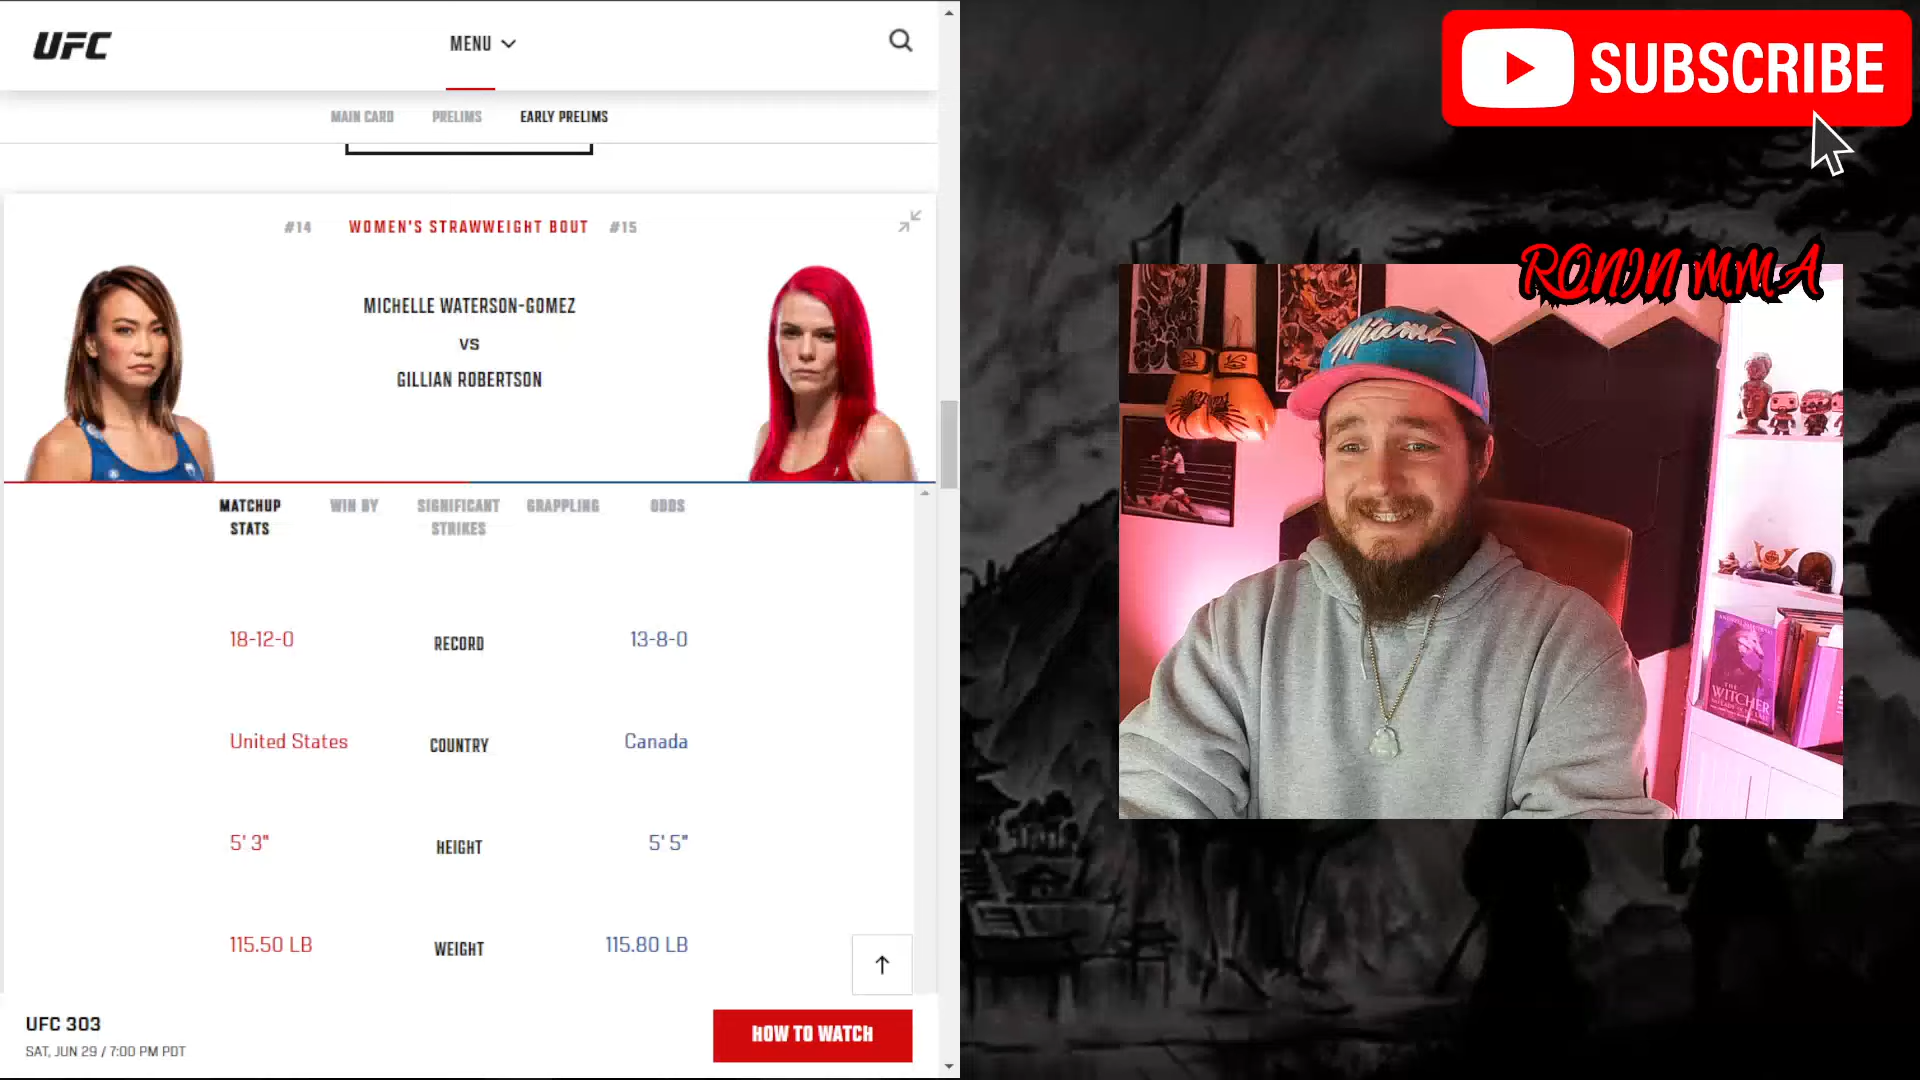 UFC
MENU
MAIN CARD PRELIMS EARLY PRELIMS
#14 WOMEN'S STRAWWEIGHT BOUT #15
MICHELLE WATERSON-GOMEZ
VS
GILLIAN ROBERTSON
MATCHUP STATS WIN BY SIGNIFICANT STRIKES GRAPPLING ODDS
18-12-0 RECORD 13-8-0
United States COUNTRY Canada
5' 3" HEIGHT 5' 5"
115.50 LB WEIGHT 115.80 LB
UFC 303
SAT, JUN 29 / 7:00 PM PDT
HOW TO WATCH
SUBSCRIBE
RONIN MMA
Miami
THE
WITCHER